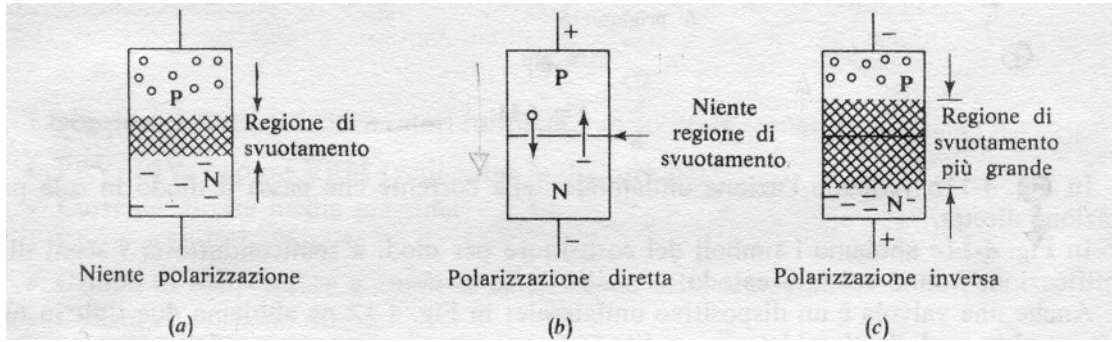 P
N
Regione di
svuotamento
Niente polarizzazione
(a)
+
P
N
−
Niente
regione di
svuotamento
Polarizzazione diretta
(b)
−
P
N
+
Regione di
svuotamento
più grande
Polarizzazione inversa
(c)